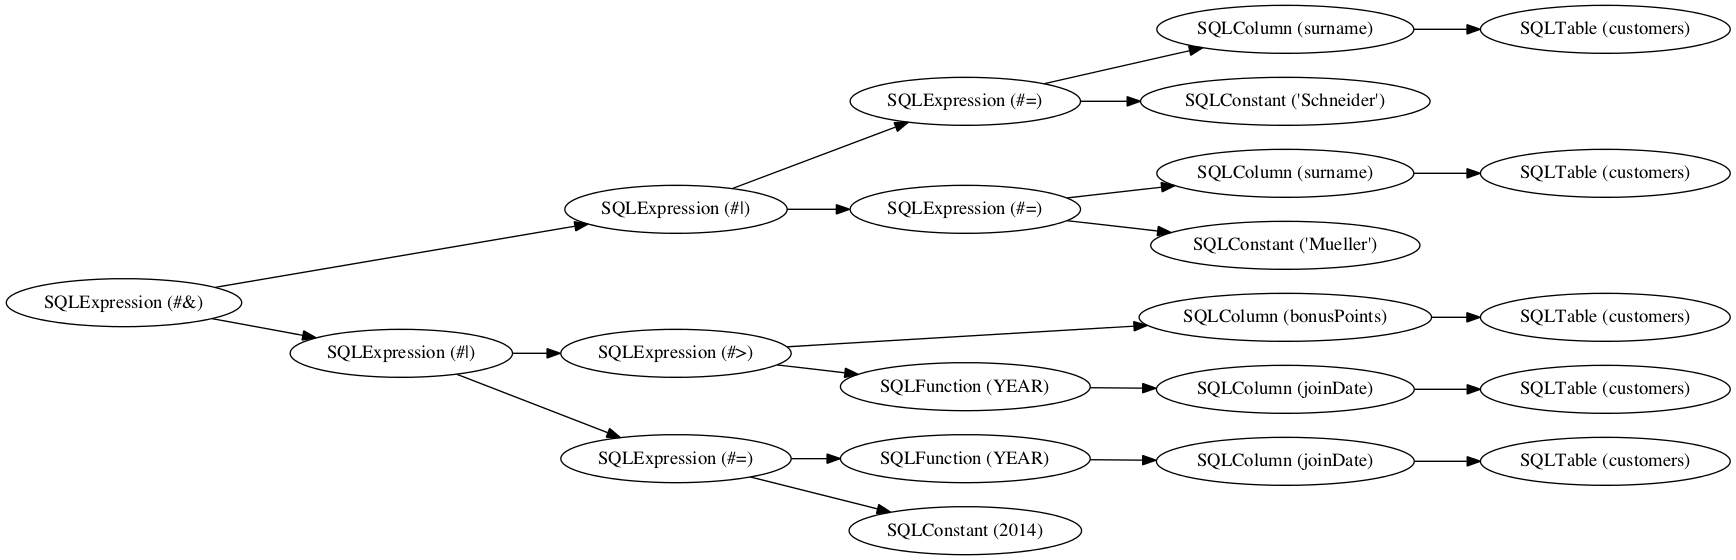 SQLColumn (surname)
SQLTable (customers)
SQLExpression (#=)
SQLConstant ('Schneider')
SQLColumn (surname)
SQLTable (customers)
SQLExpression (#|)
SQLExpression (#=)
SQLConstant ('Mueller')
SQLExpression (#&)
SQLColumn (bonusPoints)
SQLTable (customers)
SQLExpression (#|)
SQLExpression (#>)
SQLFunction (YEAR)
SQLColumn (joinDate)
SQLTable (customers)
SQLExpression (#=)
SQLFunction (YEAR)
SQLColumn (joinDate)
SQLTable (customers)
SQLConstant (2014)